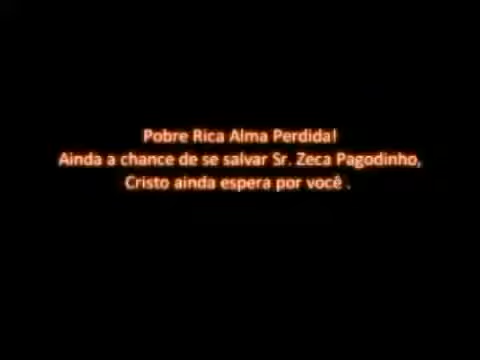 Pobre Rica Alma Perdida!
Ainda a chance de se salvar Sr. Zeca Pagodinho,
Cristo ainda espera por você .